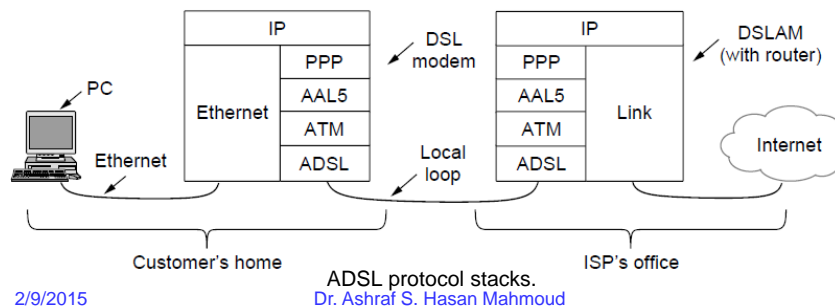 IP
PPP
AAL5
ATM
ADSL
Ethernet
DSL
modem
PC
Ethernet
Local
loop
IP
PPP
AAL5
ATM
ADSL
Link
DSLAM
(with router)
Internet
Customer's home
ISP's office
ADSL protocol stacks.
2/9/2015
Dr. Ashraf S. Hasan Mahmoud